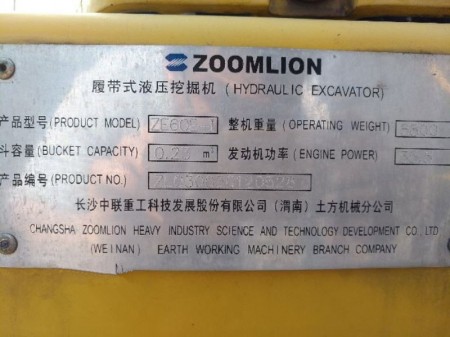 ZOOMLION
履带式液压挖掘机 (HYDRAULIC EXCAVATOR)
产品型号(PRODUCT MODEL) 整机重量 (OPERATING WEIGHT)
斗容量(BUCKET CAPACITY) m³ 发动机功率 (ENGINE POWER)
产品编号(PRODUCT NO.)
长沙中联重工科技发展股份有限公司 (渭南) 土方机械分公司
CHANGSHA ZOOMLION HEAVY INDUSTRY SCIENCE AND TECHNOLOGY DEVELOPMENT CO. LTD
(WEI NAN) EARTH WORKING MACHINERY BRANCH COMPANY